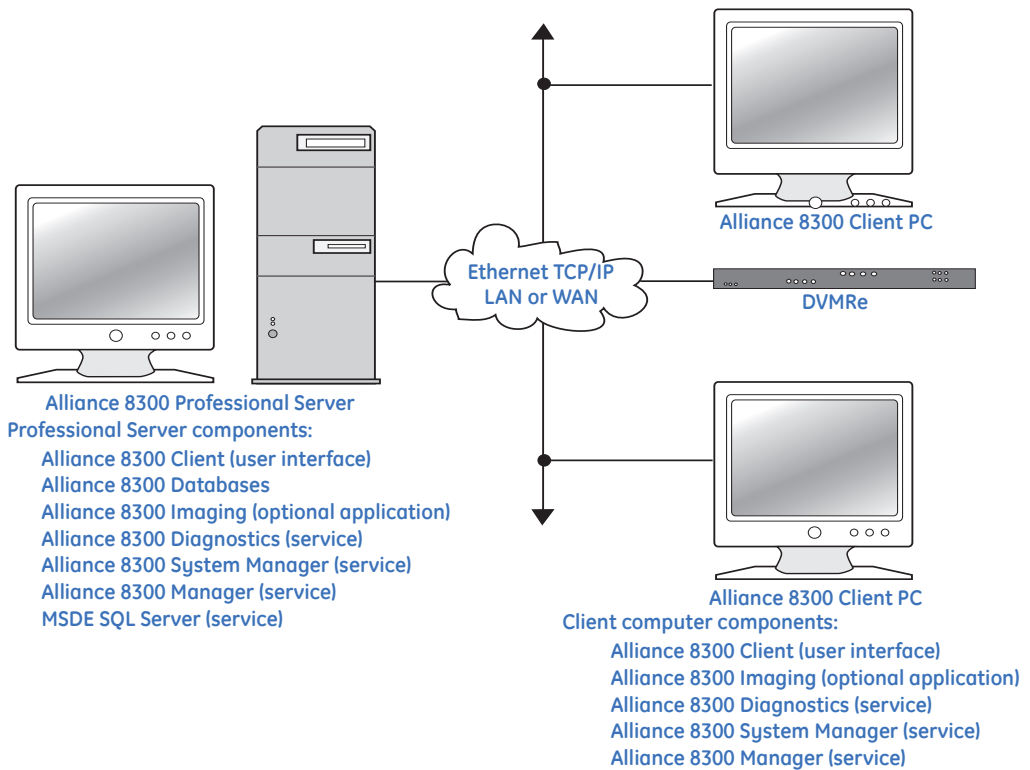 Alliance 8300 Client PC
Ethernet TCP/IP
LAN or WAN
DVMRe
Alliance 8300 Professional Server
Professional Server components:
Alliance 8300 Client (user interface)
Alliance 8300 Databases
Alliance 8300 Imaging (optional application)
Alliance 8300 Diagnostics (service)
Alliance 8300 System Manager (service)
Alliance 8300 Manager (service)
MSDE SQL Server (service)
Alliance 8300 Client PC
Client computer components:
Alliance 8300 Client (user interface)
Alliance 8300 Imaging (optional application)
Alliance 8300 Diagnostics (service)
Alliance 8300 System Manager (service)
Alliance 8300 Manager (service)